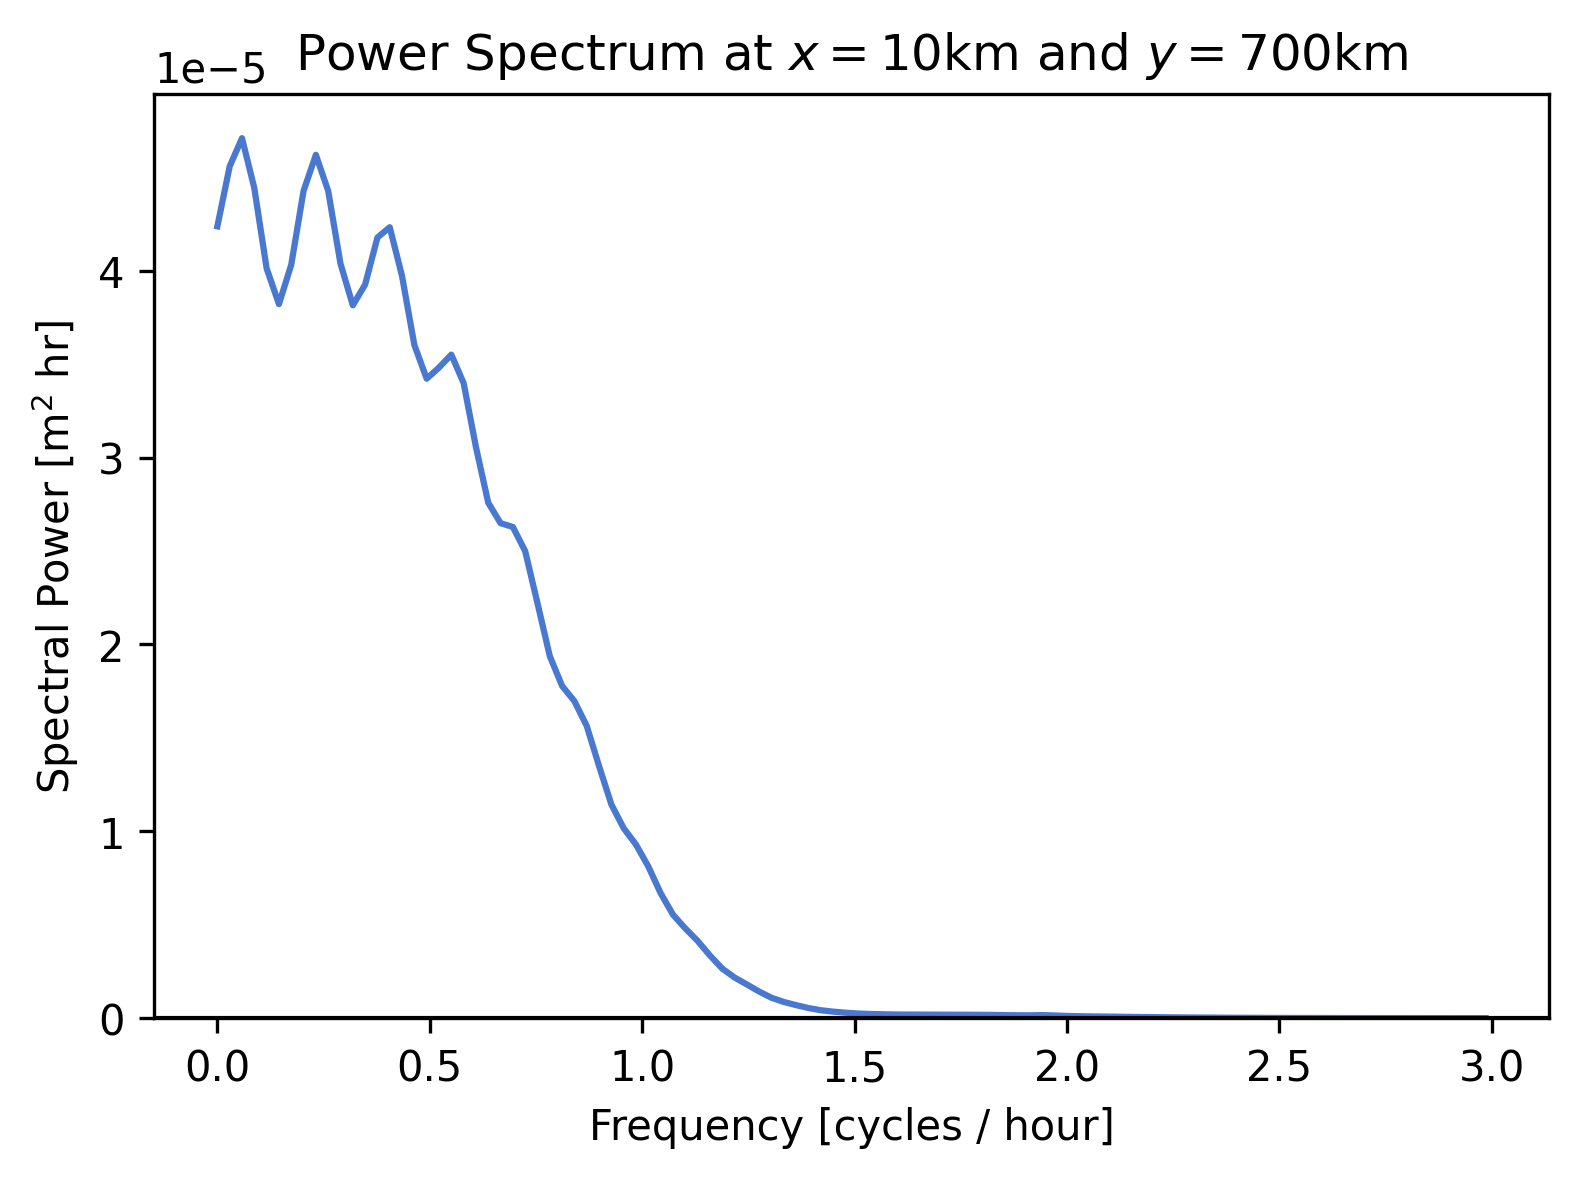 Power Spectrum at x = 10km and y = 700km
1e−5
4
3
2
1
0
Spectral Power [m² hr]
0.0 0.5 1.0 1.5 2.0 2.5 3.0
Frequency [cycles / hour]